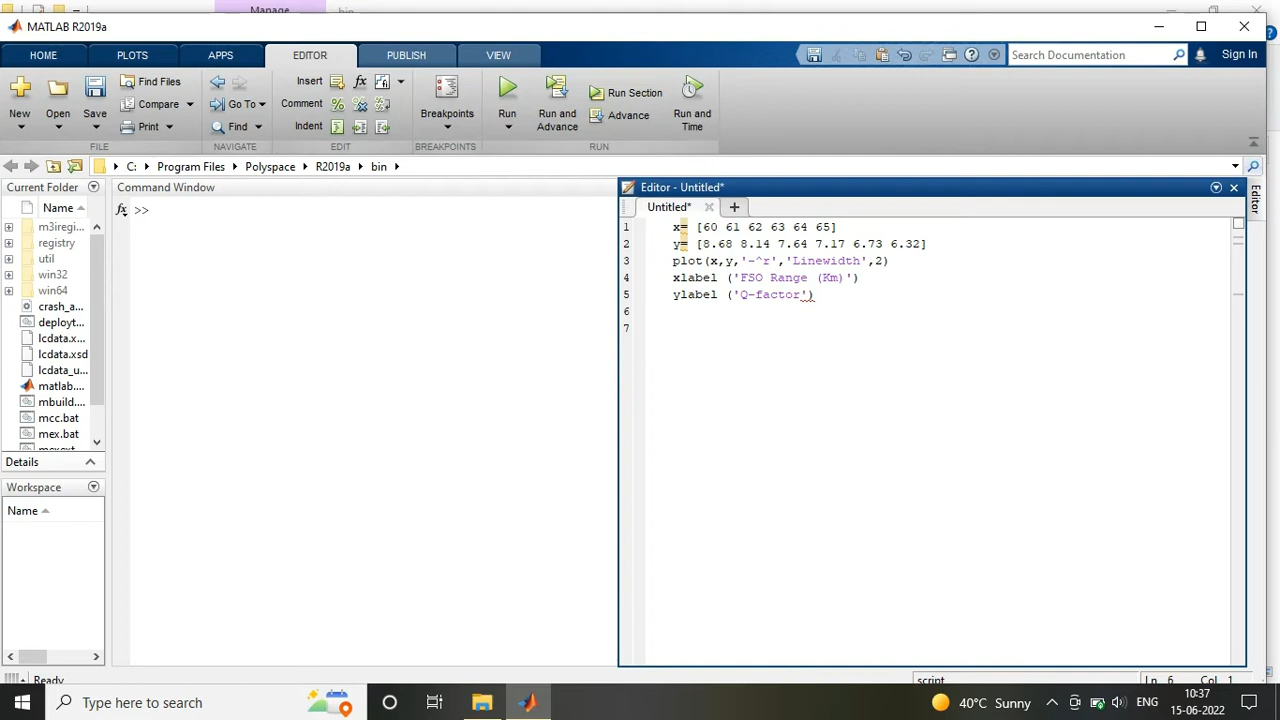 Manage
bin
MATLAB R2019a
HOME
PLOTS
APPS
EDITOR
PUBLISH
VIEW
Search Documentation
Sign In
New
Open
Save
Find Files
Compare
Print
Go To
Find
Insert
Comment
Indent
Breakpoints
Run
Run and Advance
Run Section
Advance
Run and Time
FILE
NAVIGATE
EDIT
BREAKPOINTS
RUN
C:
Program Files
Polyspace
R2019a
bin
Current Folder
Name
m3iregi...
registry
util
win32
win64
crash_a...
deployt...
lcdata.x...
lcdata.xsd
lcdata_u...
matlab....
mbuild....
mcc.bat
mex.bat
Details
Workspace
Name
Command Window
fx >>
Editor - Untitled*
Untitled*
Editor
1 x= [60 61 62 63 64 65]
2 y= [8.68 8.14 7.64 7.17 6.73 6.32]
3 plot(x,y,'-^r','Linewidth',2)
4 xlabel ('FSO Range (Km)')
5 ylabel ('Q-factor')
6
7
Ready
script
Ln 6 Col 1
Type here to search
40°C Sunny
ENG
10:37
15-06-2022